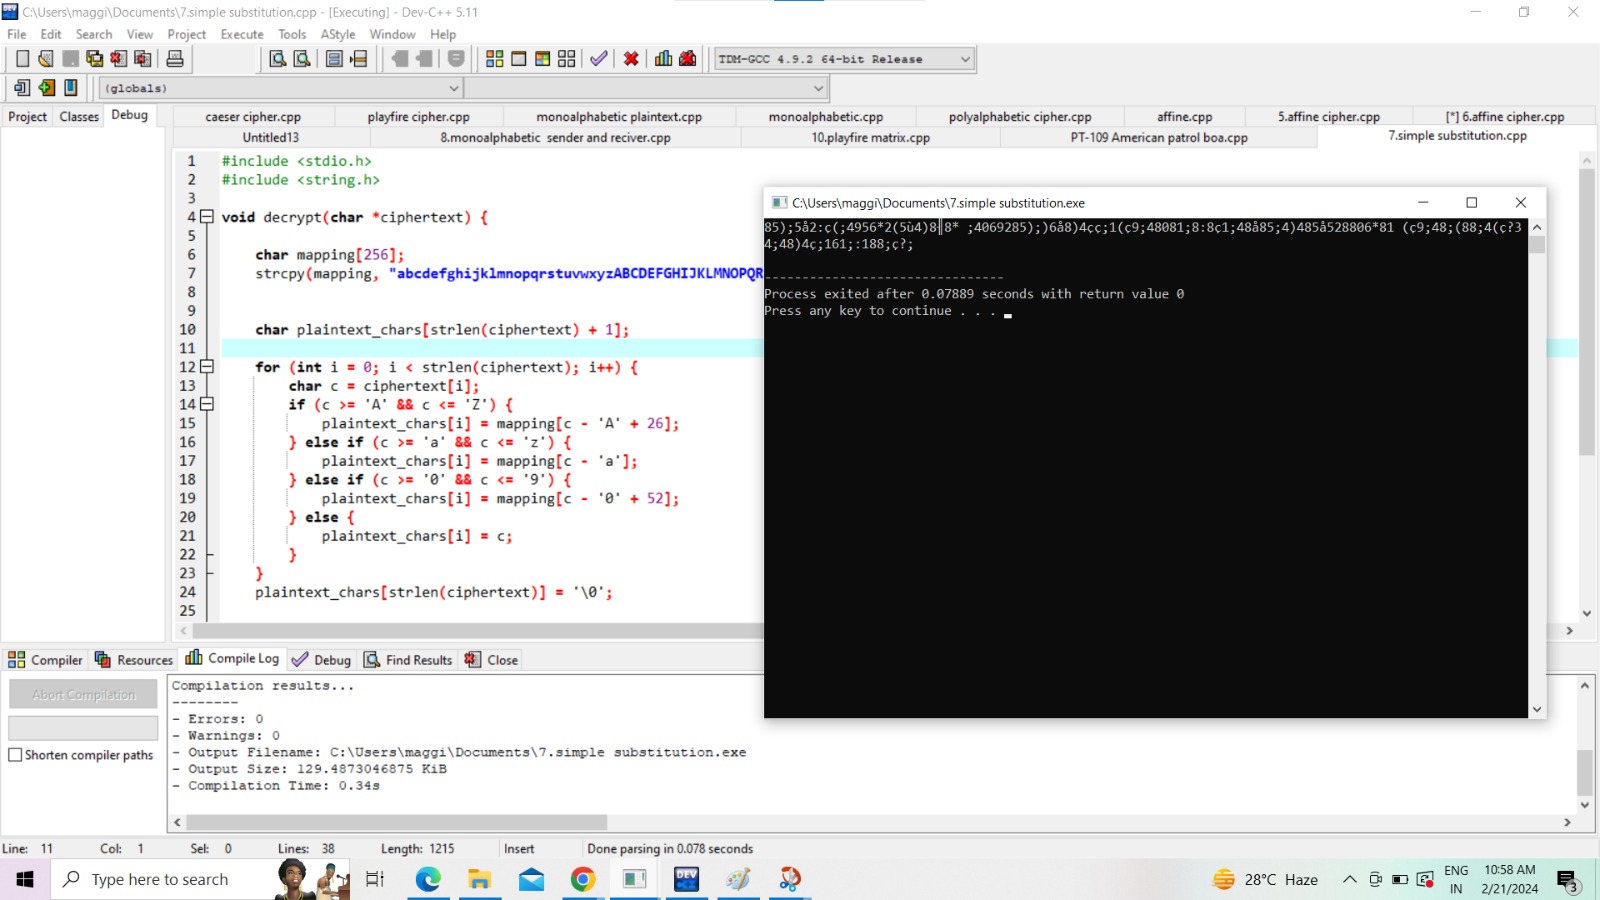 C:\Users\maggi\Documents\7.simple substitution.cpp - [Executing] - Dev-C++ 5.11
File Edit Search View Project Execute Tools AStyle Window Help
TDM-GCC 4.9.2 64-bit Release
(globals)
Project Classes Debug
caeser cipher.cpp playfire cipher.cpp monoalphabetic plaintext.cpp monoalphabetic.cpp polyalphabetic cipher.cpp affine.cpp 5.affine cipher.cpp [*] 6.affine cipher.cpp
Untitled13 8.monoalphabetic sender and reciver.cpp 10.playfire matrix.cpp PT-109 American patrol boa.cpp 7.simple substitution.cpp
1 #include <stdio.h>
2 #include <string.h>
3
4 void decrypt(char *ciphertext) {
5
6 char mapping[256];
7 strcpy(mapping, "abcdefghijklmnopqrstuvwxyzABCDEFGHIJKLMNOPQR
8
9
10 char plaintext_chars[strlen(ciphertext) + 1];
11
12 for (int i = 0; i < strlen(ciphertext); i++) {
13 char c = ciphertext[i];
14 if (c >= 'A' && c <= 'Z') {
15 plaintext_chars[i] = mapping[c - 'A' + 26];
16 } else if (c >= 'a' && c <= 'z') {
17 plaintext_chars[i] = mapping[c - 'a'];
18 } else if (c >= '0' && c <= '9') {
19 plaintext_chars[i] = mapping[c - '0' + 52];
20 } else {
21 plaintext_chars[i] = c;
22 }
23 }
24 plaintext_chars[strlen(ciphertext)] = '\0';
25
C:\Users\maggi\Documents\7.simple substitution.exe
85);5å2:ç(;4956*2(5ù4)8║8* ;4069285);)6å8)4çç;1(ç9;48081;8:8ç1;48å85;4)485å528806*81 (ç9;48;(88;4(ç?3
4;48)4ç;161;:188;ç?;
--------------------------------
Process exited after 0.07889 seconds with return value 0
Press any key to continue . . .
Compiler Resources Compile Log Debug Find Results Close
Abort Compilation
Shorten compiler paths
Compilation results...
--------
- Errors: 0
- Warnings: 0
- Output Filename: C:\Users\maggi\Documents\7.simple substitution.exe
- Output Size: 129.4873046875 KiB
- Compilation Time: 0.34s
Line: 11 Col: 1 Sel: 0 Lines: 38 Length: 1215 Insert Done parsing in 0.078 seconds
Type here to search
DEV
28°C Haze
ENG
IN
10:58 AM
2/21/2024
3